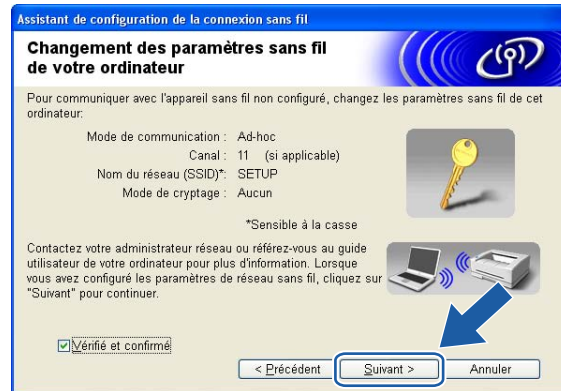 Assistant de configuration de la connexion sans fil
Changement des paramètres sans fil
de votre ordinateur
Pour communiquer avec l'appareil sans fil non configuré, changez les paramètres sans fil de cet
ordinateur:
Mode de communication : Ad-hoc
Canal : 11 (si applicable)
Nom du réseau (SSID)*: SETUP
Mode de cryptage : Aucun
*Sensible à la casse
Contactez votre administrateur réseau ou référez-vous au guide
utilisateur de votre ordinateur pour plus d'information. Lorsque
vous avez configuré les paramètres de réseau sans fil, cliquez sur
"Suivant" pour continuer.
Vérifié et confirmé
< Précédent Suivant > Annuler